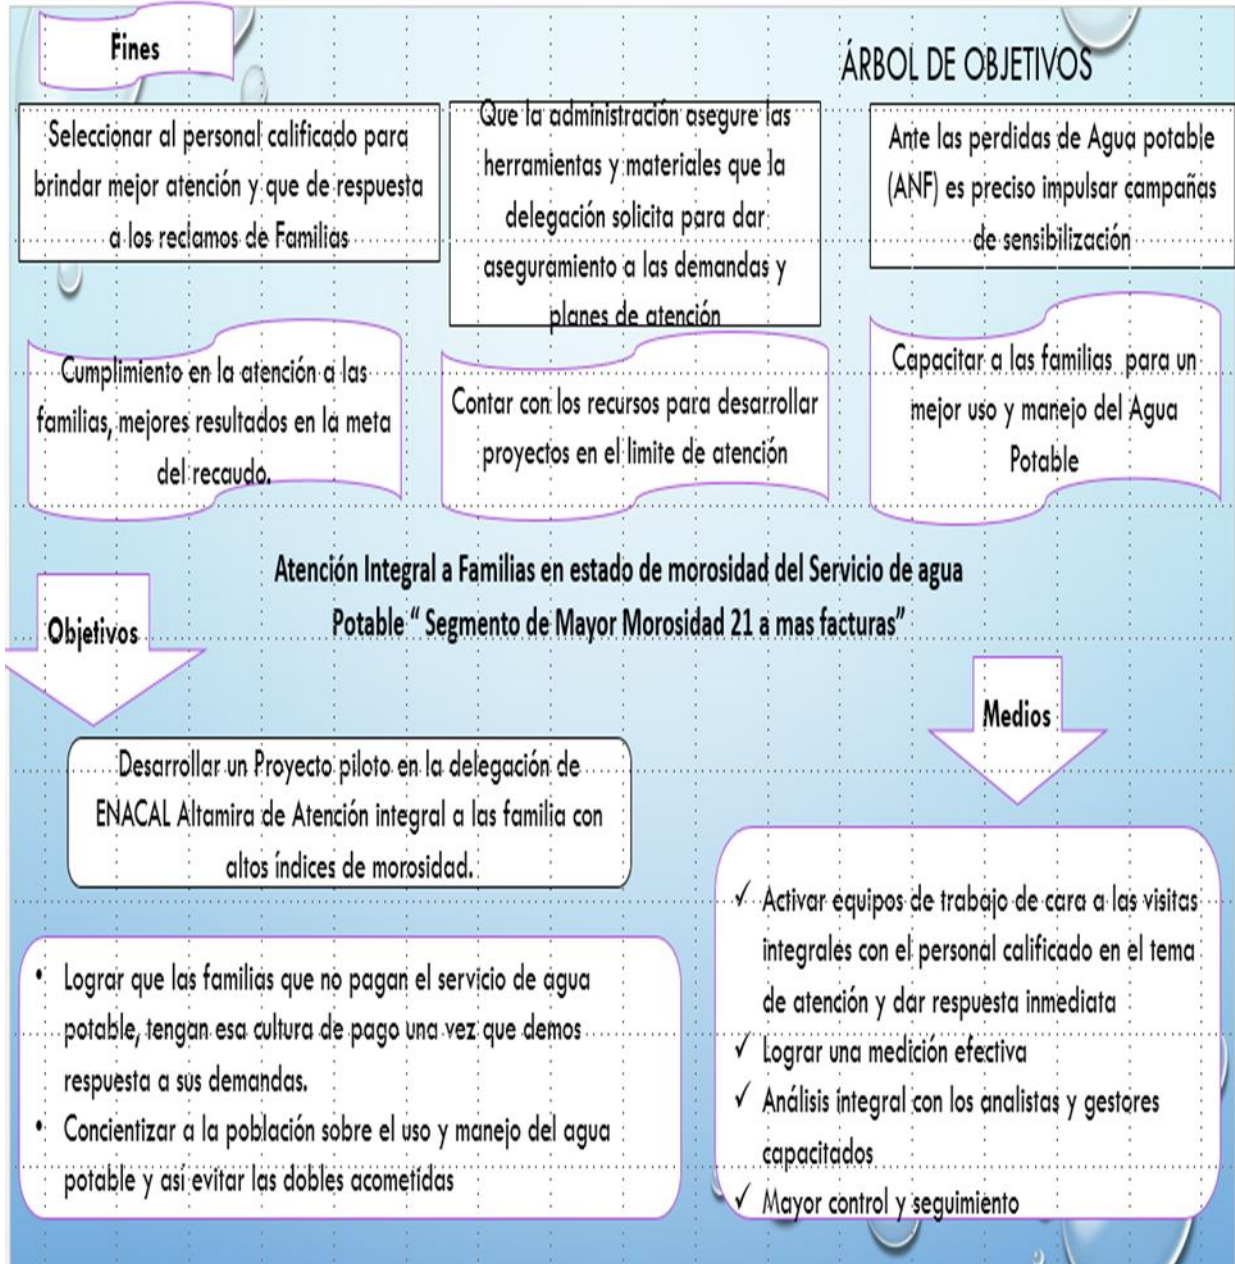 Fines
ÁRBOL DE OBJETIVOS
Seleccionar al personal calificado para
brindar mejor atención y que de respuesta
a los reclamos de Familias
Que la administración asegure las
herramientas y materiales que la
delegación solicita para dar
aseguramiento a las demandas y
planes de atención
Ante las perdidas de Agua potable
(ANF) es preciso impulsar campañas
de sensibilización
Cumplimiento en la atención a las
familias, mejores resultados en la meta
del recaudo.
Contar con los recursos para desarrollar
proyectos en el limite de atención
Capacitar a las familias para un
mejor uso y manejo del Agua
Potable
Atención Integral a Familias en estado de morosidad del Servicio de agua
Potable “ Segmento de Mayor Morosidad 21 a mas facturas”
Objetivos
Desarrollar un Proyecto piloto en la delegación de
ENACAL Altamira de Atención integral a las familia con
altos índices de morosidad.
• Lograr que las familias que no pagan el servicio de agua
potable, tengan esa cultura de pago una vez que demos
respuesta a sus demandas.
• Concientizar a la población sobre el uso y manejo del agua
potable y así evitar las dobles acometidas
Medios
✓ Activar equipos de trabajo de cara a las visitas
integrales con el personal calificado en el tema
de atención y dar respuesta inmediata
✓ Lograr una medición efectiva
✓ Análisis integral con los analistas y gestores
capacitados
✓ Mayor control y seguimiento